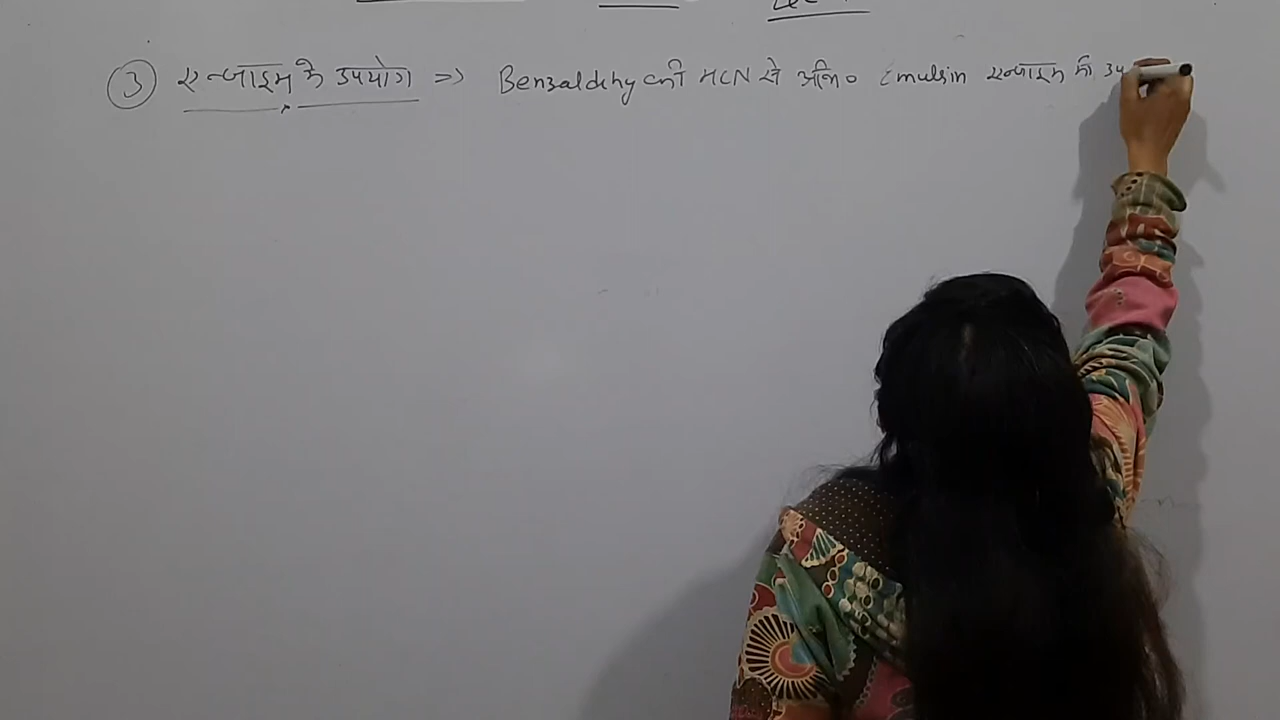 ③ एन्जाइम के उपयोग => Benzaldehy की HCN से अभि० Emulsin एन्जाइम की उप